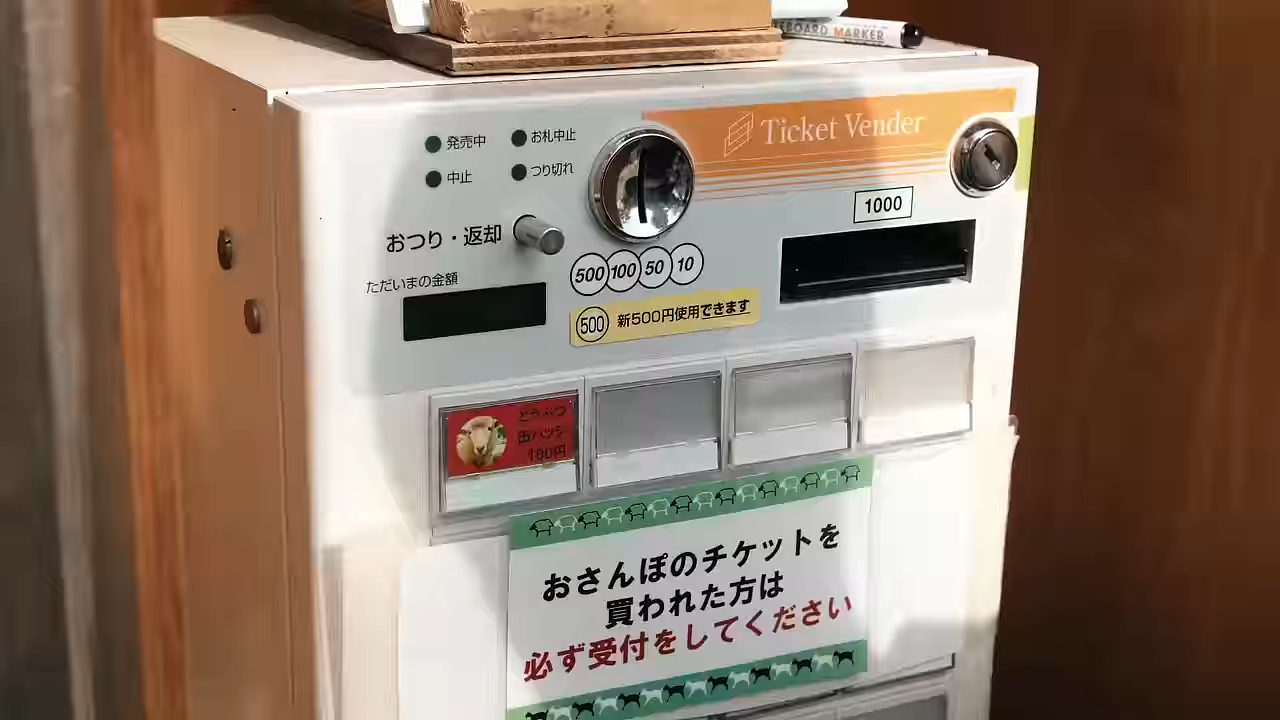 BOARD MARKER
Ticket Vender
発売中
お札中止
中止
つり切れ
1000
おつり・返却
ただいまの金額
500 100 50 10
500 新500円使用できます
どうぶつ
缶バッジ
100円
おさんぽのチケットを
買われた方は
必ず受付をしてください